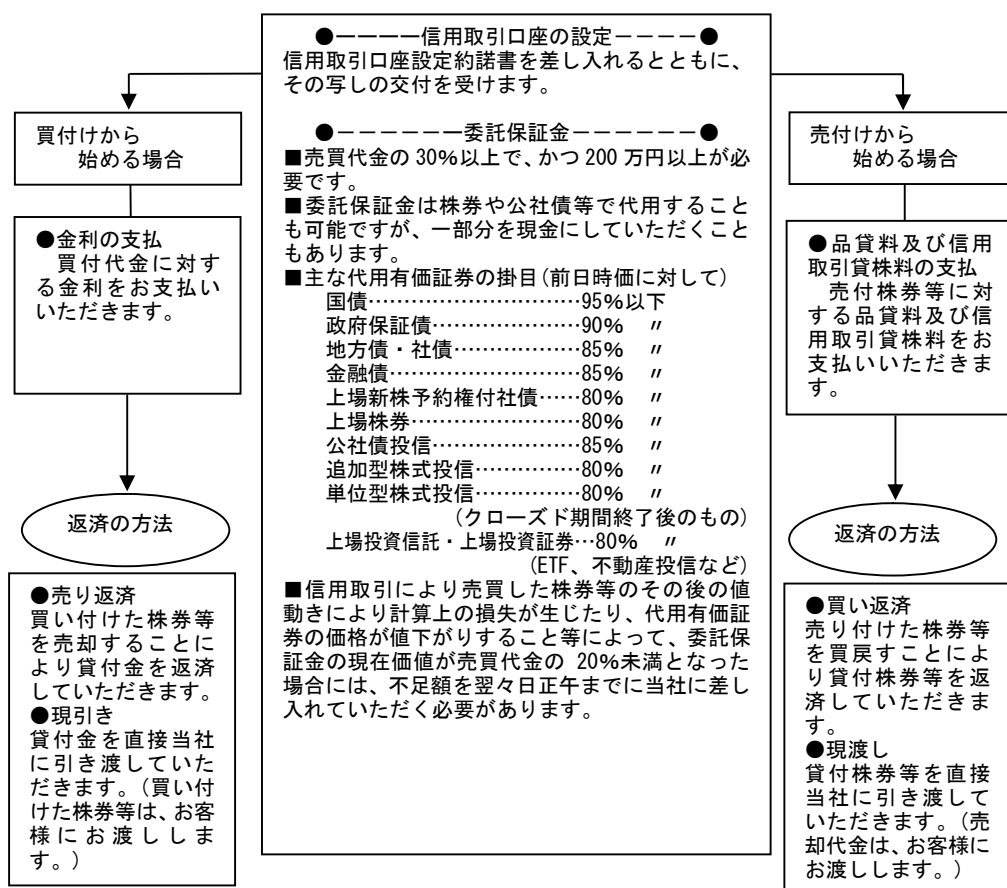 ●－－－－信用取引口座の設定－－－－●
信用取引口座設定約諾書を差し入れるとともに、
その写しの交付を受けます。
●－－－－－－委託保証金－－－－－－●
■売買代金の 30%以上で、かつ 200 万円以上が必
要です。
■委託保証金は株券や公社債等で代用すること
も可能ですが、一部分を現金にしていただくこと
もあります。
■主な代用有価証券の掛目(前日時価に対して)
国債…………………………95%以下
政府保証債…………………90% 〃
地方債・社債………………85% 〃
金融債………………………85% 〃
上場新株予約権付社債……80% 〃
上場株券……………………80% 〃
公社債投信…………………85% 〃
追加型株式投信……………80% 〃
単位型株式投信……………80% 〃
(クローズド期間終了後のもの)
上場投資信託・上場投資証券…80% 〃
(ETF、不動産投信など)
■信用取引により売買した株券等のその後の値
動きにより計算上の損失が生じたり、代用有価証
券の価格が値下がりすること等によって、委託保
証金の現在価値が売買代金の 20%未満となった
場合には、不足額を翌々日正午までに当社に差し
入れていただく必要があります。
買付けから
始める場合
●金利の支払
買付代金に対す
る金利をお支払い
いただきます。
返済の方法
●売り返済
買い付けた株券等
を売却することに
より貸付金を返済
していただきます。
●現引き
貸付金を直接当社
に引き渡していた
だきます。(買い付
けた株券等は、お客
様にお渡ししま
す。)
売付けから
始める場合
●品貸料及び信用
取引貸株料の支払
売付株券等に対
する品貸料及び信
用取引貸株料をお
支払いいただきま
す。
返済の方法
●買い返済
売り付けた株券等
を買戻すことによ
り貸付株券等を返
済していただきま
す。
●現渡し
貸付株券等を直接
当社に引き渡して
いただきます。(売
却代金は、お客様に
お渡しします。)